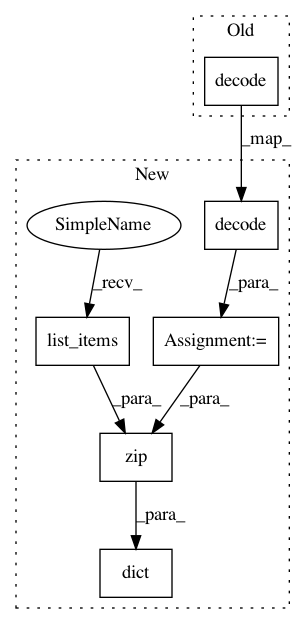 Old
decode
_map_
New
SimpleName
decode
_recv_
_para_
list_items
Assignment:=
_para_
_para_
zip
_para_
dict